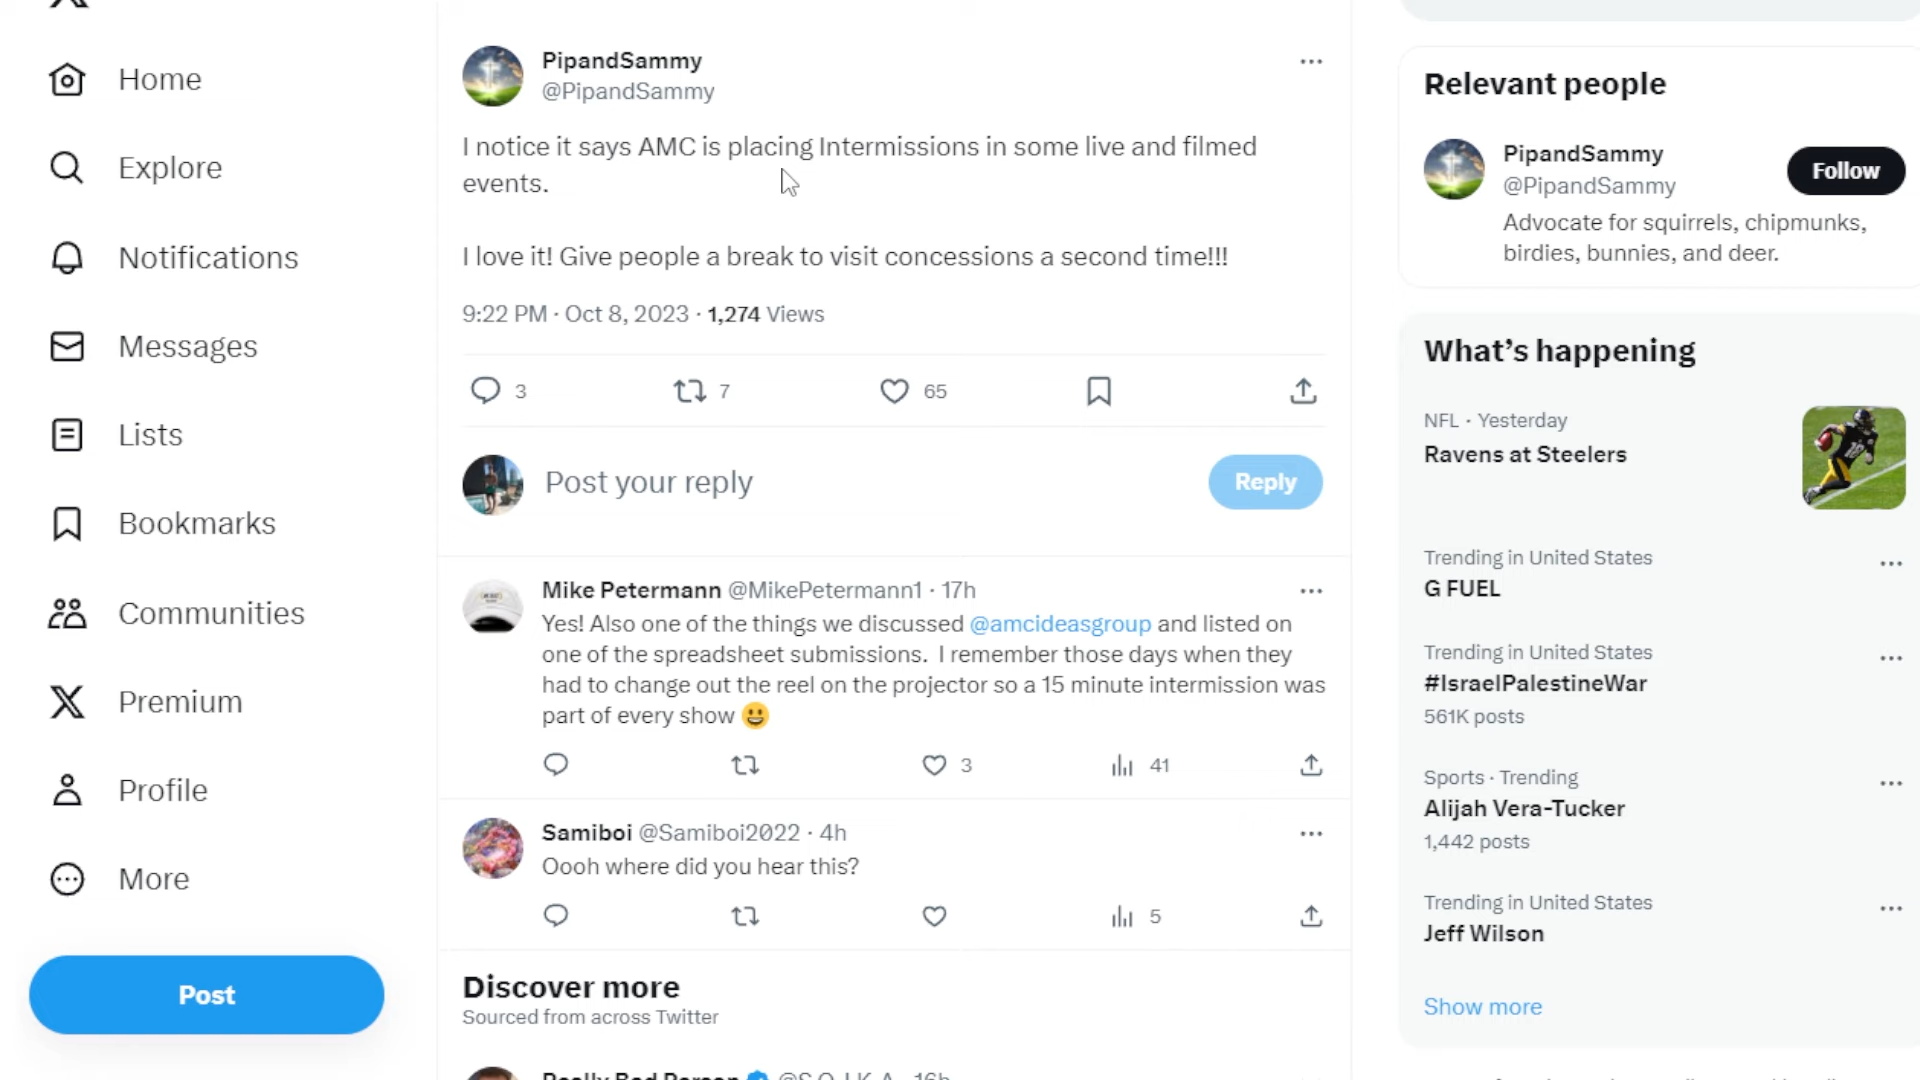 Home
Explore
Notifications
Messages
Lists
Bookmarks
Communities
Premium
Profile
More
Post
PipandSammy
@PipandSammy
I notice it says AMC is placing Intermissions in some live and filmed
events.
I love it! Give people a break to visit concessions a second time!!!
9:22 PM · Oct 8, 2023 · 1,274 Views
3 7 65
Post your reply
Reply
Mike Petermann @MikePetermann1 · 17h
Yes! Also one of the things we discussed @amcideasgroup and listed on
one of the spreadsheet submissions. I remember those days when they
had to change out the reel on the projector so a 15 minute intermission was
part of every show 😀
3 41
Samiboi @Samiboi2022 · 4h
Oooh where did you hear this?
5
Discover more
Sourced from across Twitter
Relevant people
PipandSammy
@PipandSammy
Follow
Advocate for squirrels, chipmunks,
birdies, bunnies, and deer.
What's happening
NFL · Yesterday
Ravens at Steelers
Trending in United States
G FUEL
Trending in United States
#IsraelPalestineWar
561K posts
Sports · Trending
Alijah Vera-Tucker
1,442 posts
Trending in United States
Jeff Wilson
Show more